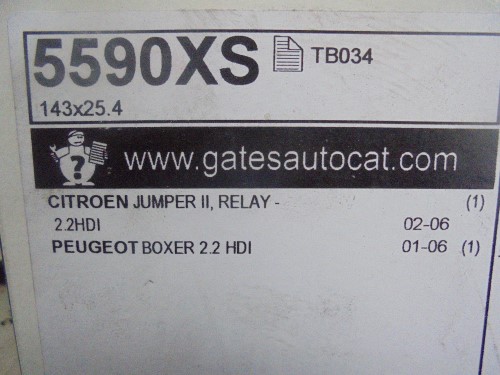 5590XS TB034
143x25.4
? www.gatesautocat.com
CITROEN JUMPER II, RELAY - (1)
2.2HDI 02-06
PEUGEOT BOXER 2.2 HDI 01-06 (1)